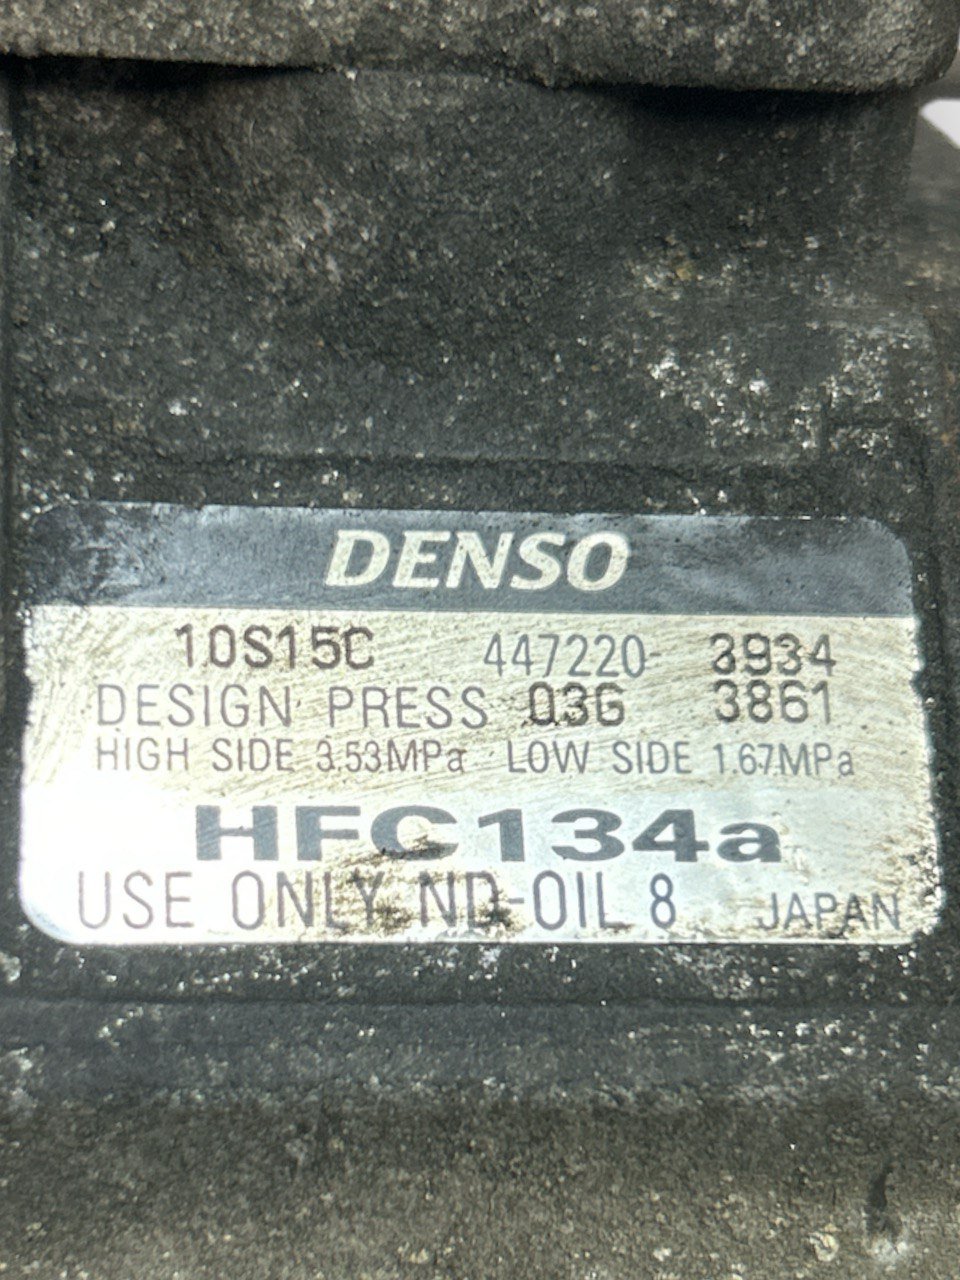 DENSO
10S15C 447220- 3934
DESIGN PRESS 03G 3861
HIGH SIDE 3.53MPa LOW SIDE 1.67MPa
HFC134a
USE ONLY ND-OIL 8 JAPAN